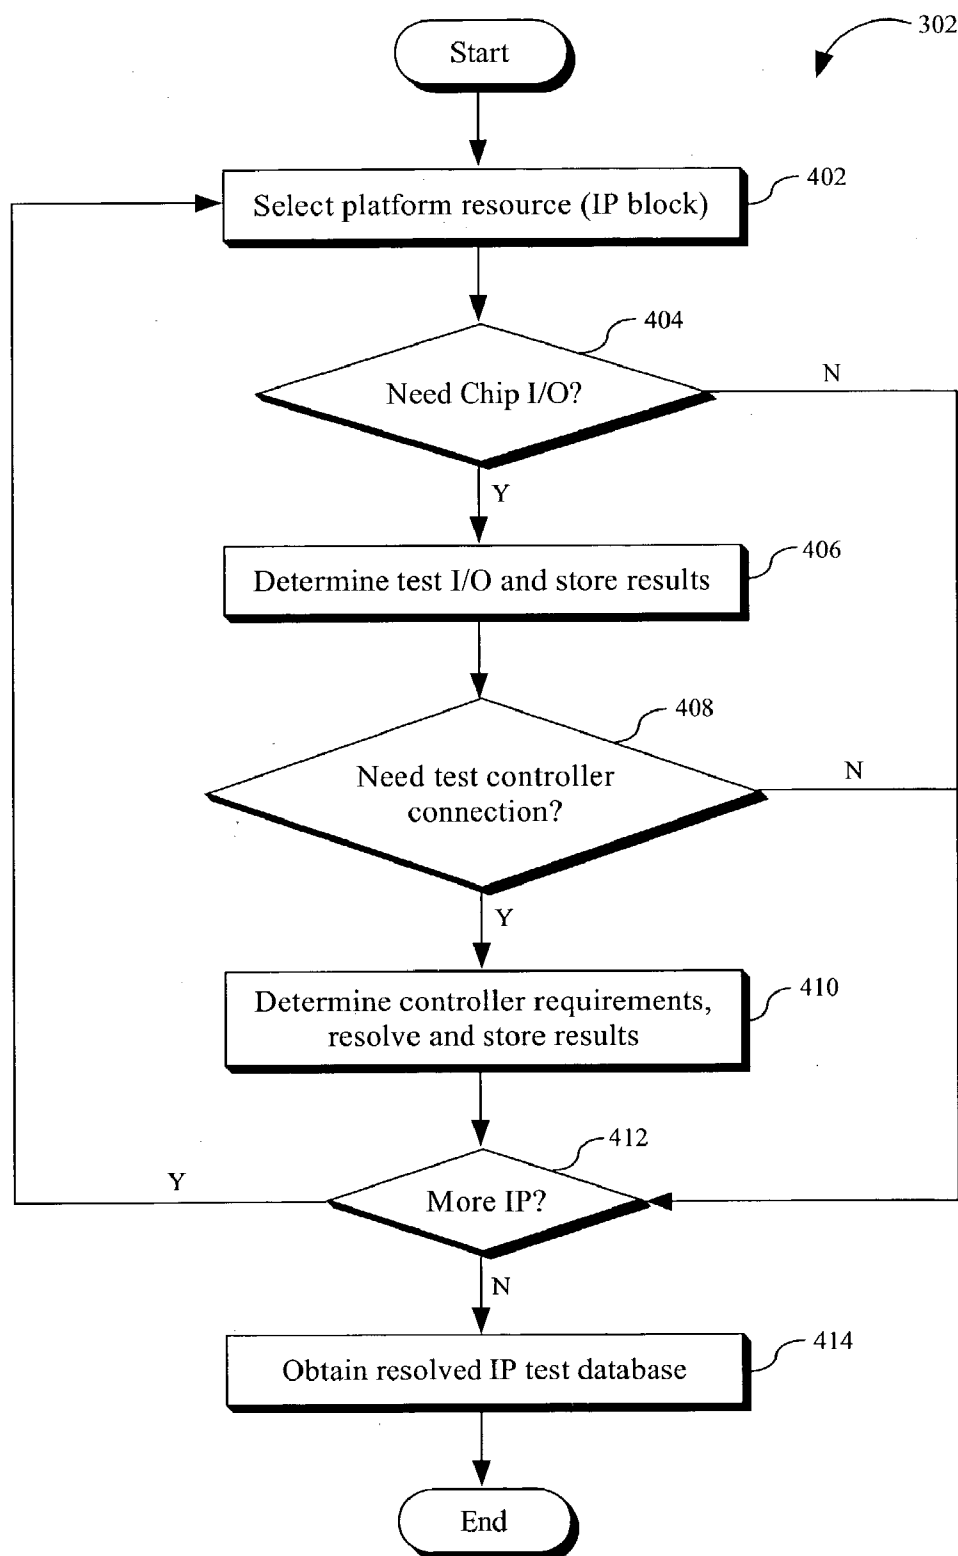 302
Start
Select platform resource (IP block)
402
404
Need Chip I/O?
N
Y
Determine test I/O and store results
406
408
Need test controller
connection?
N
Y
Determine controller requirements,
resolve and store results
410
412
More IP?
Y
N
Obtain resolved IP test database
414
End